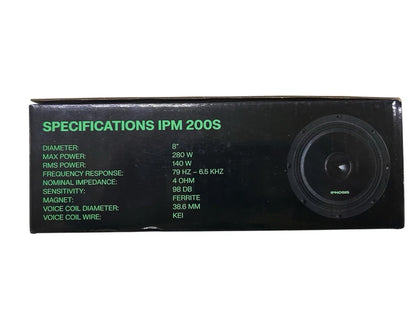 SPECIFICATIONS IPM 200S
DIAMETER: 8"
MAX POWER: 280 W
RMS POWER: 140 W
FREQUENCY RESPONSE: 79 HZ – 6.5 KHZ
NOMINAL IMPEDANCE: 4 OHM
SENSITIVITY: 98 DB
MAGNET: FERRITE
VOICE COIL DIAMETER: 38.6 MM
VOICE COIL WIRE: KEI
IPHOSIS